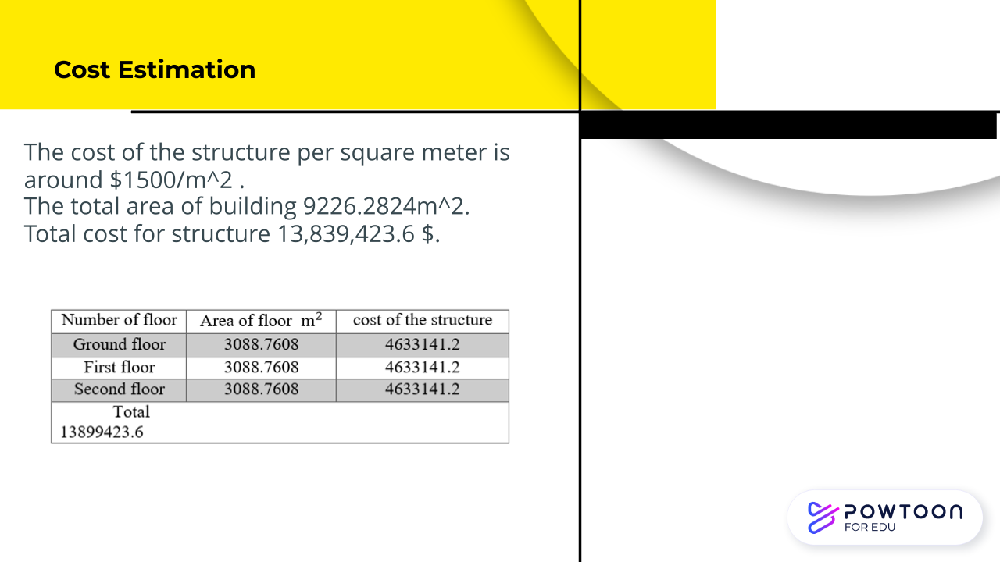 Cost Estimation
The cost of the structure per square meter is
around $1500/m^2 .
The total area of building 9226.2824m^2.
Total cost for structure 13,839,423.6 $.
Number of floor Area of floor m² cost of the structure
Ground floor 3088.7608 4633141.2
First floor 3088.7608 4633141.2
Second floor 3088.7608 4633141.2
Total
13899423.6
POWTOON
FOR EDU